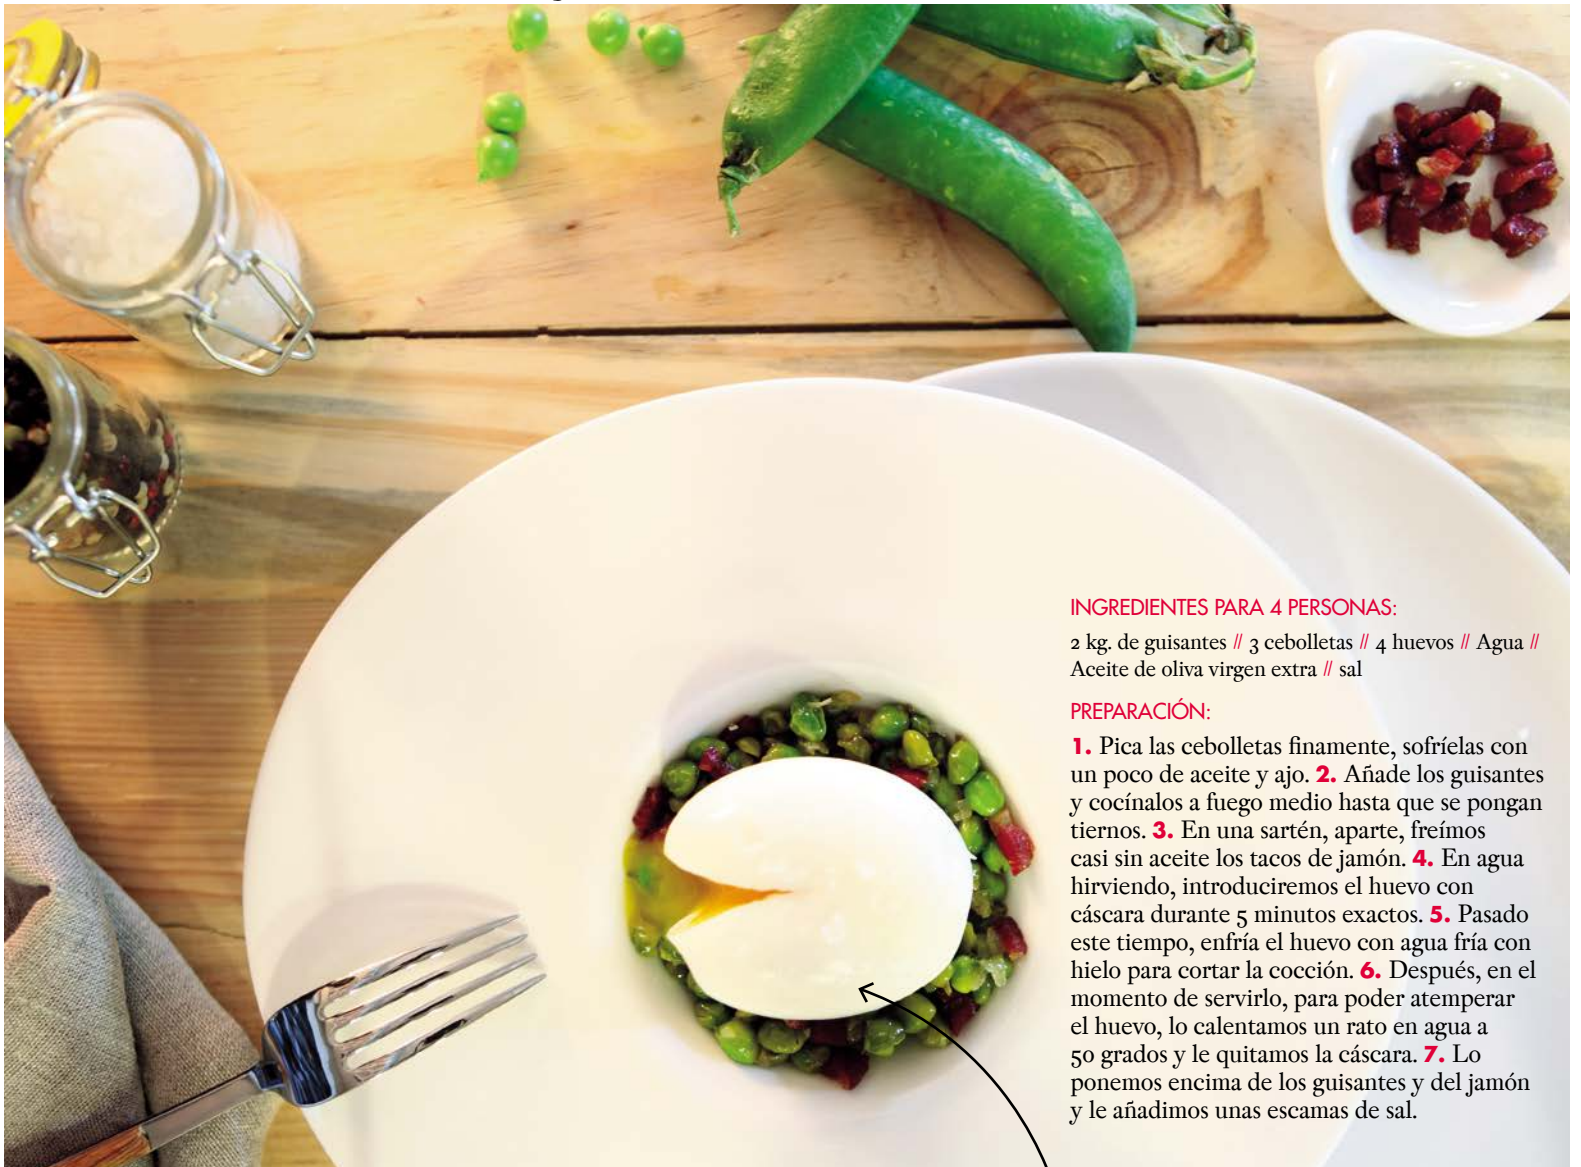 INGREDIENTES PARA 4 PERSONAS:
2 kg. de guisantes // 3 cebolletas // 4 huevos // Agua //
Aceite de oliva virgen extra // sal
PREPARACIÓN:
1. Pica las cebolletas finamente, sofríelas con
un poco de aceite y ajo. 2. Añade los guisantes
y cocínalos a fuego medio hasta que se pongan
tiernos. 3. En una sartén, aparte, freímos
casi sin aceite los tacos de jamón. 4. En agua
hirviendo, introduciremos el huevo con
cáscara durante 5 minutos exactos. 5. Pasado
este tiempo, enfría el huevo con agua fría con
hielo para cortar la cocción. 6. Después, en el
momento de servirlo, para poder atemperar
el huevo, lo calentamos un rato en agua a
50 grados y le quitamos la cáscara. 7. Lo
ponemos encima de los guisantes y del jamón
y le añadimos unas escamas de sal.